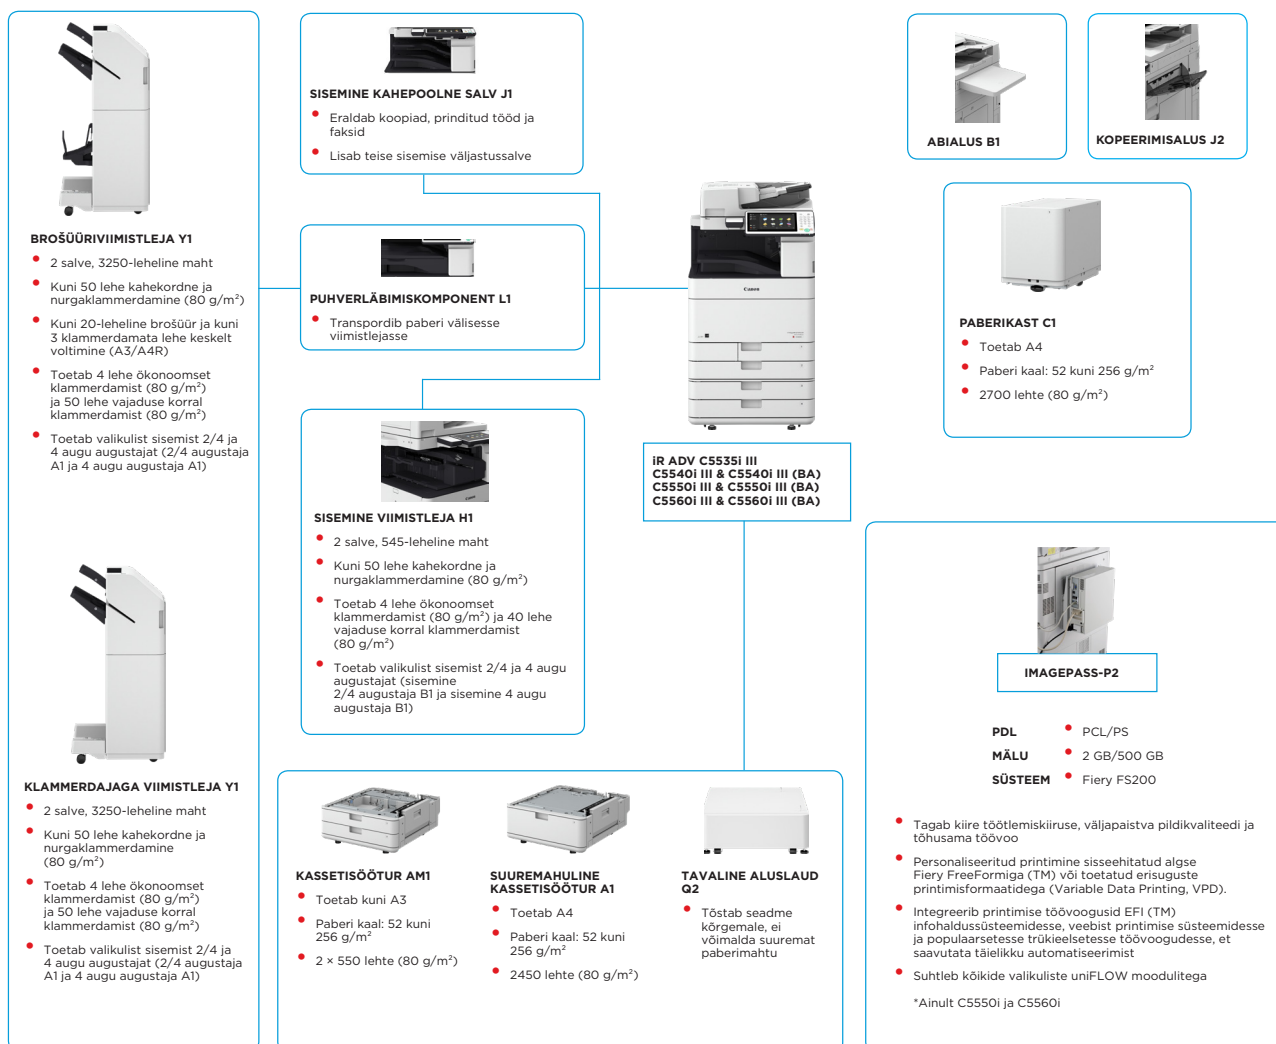 BROŠÜÜRIVIIMISTLEJA Y1
• 2 salve, 3250-leheline maht
• Kuni 50 lehe kahekordne ja
nurgaklammerdamine (80 g/m²)
• Kuni 20-leheline brošüür ja kuni
3 klammerdamata lehe keskelt
voltimine (A3/A4R)
• Toetab 4 lehe ökonoomset
klammerdamist (80 g/m²)
ja 50 lehe vajaduse korral
klammerdamist (80 g/m²)
• Toetab valikulist sisemist 2/4 ja
4 augu augustajat (2/4 augustaja
A1 ja 4 augu augustaja A1)
KLAMMERDAJAGA VIIMISTLEJA Y1
• 2 salve, 3250-leheline maht
• Kuni 50 lehe kahekordne ja
nurgaklammerdamine
(80 g/m²)
• Toetab 4 lehe ökonoomset
klammerdamist (80 g/m²)
ja 50 lehe vajaduse korral
klammerdamist (80 g/m²)
• Toetab valikulist sisemist 2/4 ja
4 augu augustajat (2/4 augustaja
A1 ja 4 augu augustaja A1)
SISEMINE KAHEPOOLNE SALV J1
• Eraldab koopiad, prinditud tööd ja
faksid
• Lisab teise sisemise väljastussalve
PUHVERLÄBIMISKOMPONENT L1
• Transpordib paberi välisesse
viimistlejasse
SISEMINE VIIMISTLEJA H1
• 2 salve, 545-leheline maht
• Kuni 50 lehe kahekordne ja
nurgaklammerdamine (80 g/m²)
• Toetab 4 lehe ökonoomset
klammerdamist (80 g/m²) ja 40 lehe
vajaduse korral klammerdamist
(80 g/m²)
• Toetab valikulist sisemist 2/4 ja 4 augu
augustajat (sisemine
2/4 augustaja B1 ja sisemine 4 augu
augustaja B1)
Canon
iR ADV C5535i III
C5540i III & C5540i III (BA)
C5550i III & C5550i III (BA)
C5560i III & C5560i III (BA)
ABIALUS B1
KOPEERIMISALUS J2
PABERIKAST C1
• Toetab A4
• Paberi kaal: 52 kuni 256 g/m²
• 2700 lehte (80 g/m²)
KASSETISÖÖTUR AM1
• Toetab kuni A3
• Paberi kaal: 52 kuni
256 g/m²
• 2 × 550 lehte (80 g/m²)
SUUREMAHULINE
KASSETISÖÖTUR A1
• Toetab A4
• Paberi kaal: 52 kuni
256 g/m²
• 2450 lehte (80 g/m²)
TAVALINE ALUSLAUD
Q2
• Tõstab seadme
kõrgemale, ei
võimalda suuremat
paberimahtu
IMAGEPASS-P2
PDL • PCL/PS
MÄLU • 2 GB/500 GB
SÜSTEEM • Fiery FS200
• Tagab kiire töötlemiskiiruse, väljapaistva pildikvaliteedi ja
tõhusama töövoo
• Personaliseeritud printimine sisseehitatud algse
Fiery FreeFormiga (TM) või toetatud erisuguste
printimisformaatidega (Variable Data Printing, VPD).
• Integreerib printimise töövoogusid EFI (TM)
infohaldussüsteemidesse, veebist printimise süsteemidesse
ja populaarsetesse trükieelsetesse töövoogudesse, et
saavutata täielikku automatiseerimist
• Suhtleb kõikide valikuliste uniFLOW moodulitega
*Ainult C5550i ja C5560i